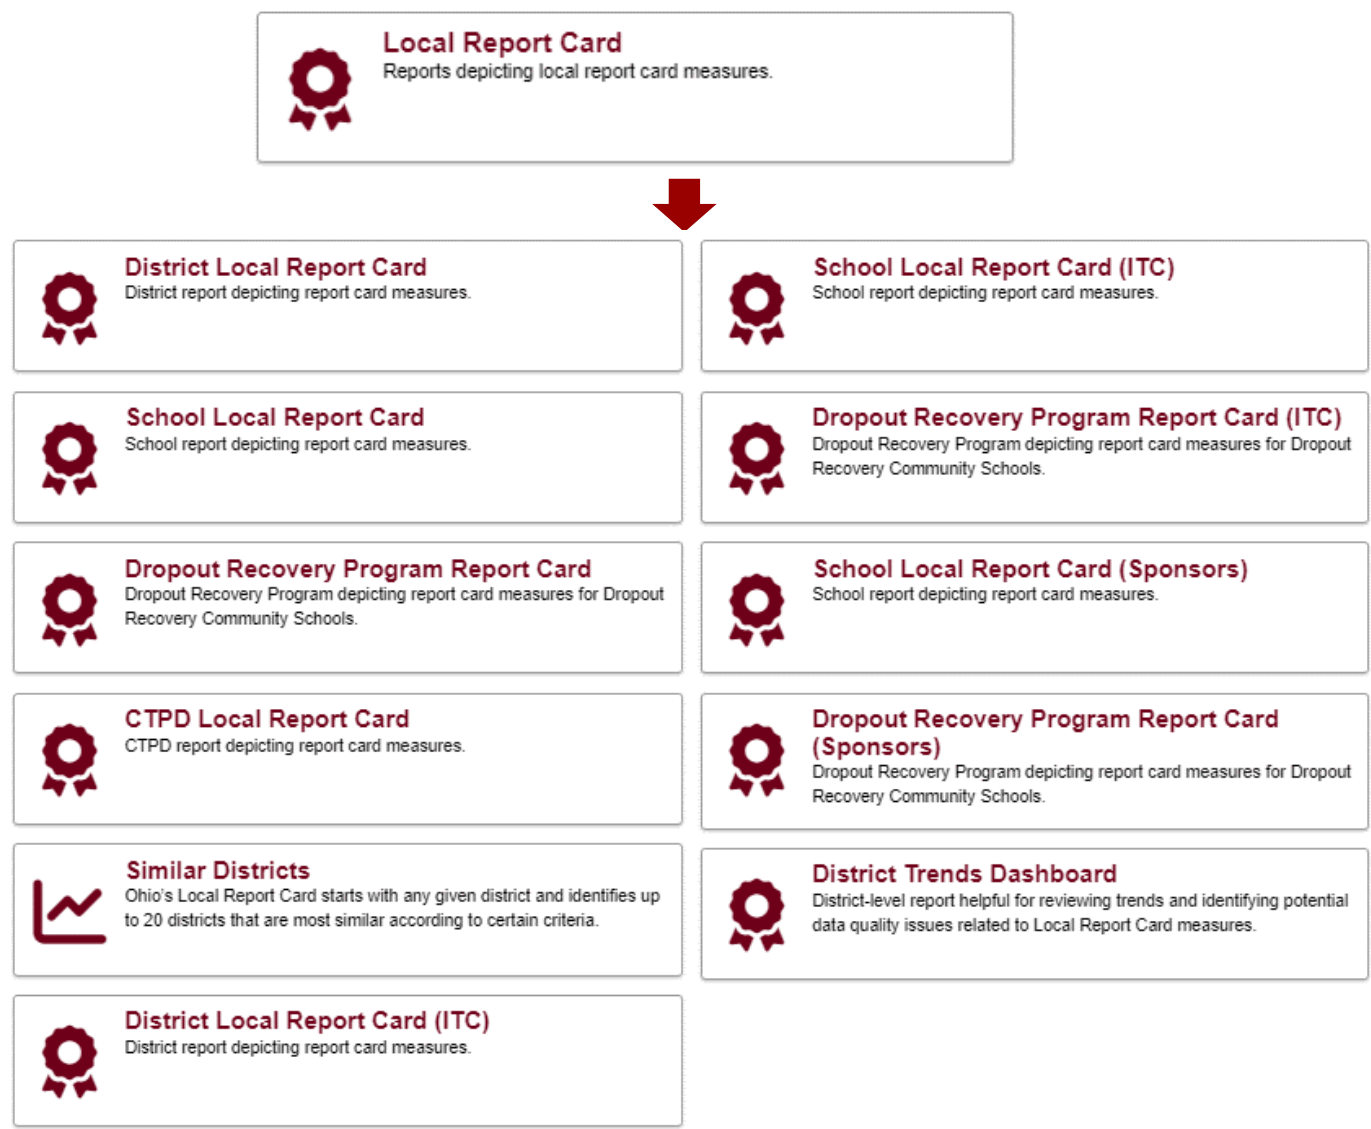 Local Report Card
Reports depicting local report card measures.
District Local Report Card
District report depicting report card measures.
School Local Report Card
School report depicting report card measures.
Dropout Recovery Program Report Card
Dropout Recovery Program depicting report card measures for Dropout
Recovery Community Schools.
CTPD Local Report Card
CTPD report depicting report card measures.
Similar Districts
Ohio's Local Report Card starts with any given district and identifies up
to 20 districts that are most similar according to certain criteria.
District Local Report Card (ITC)
District report depicting report card measures.
School Local Report Card (ITC)
School report depicting report card measures.
Dropout Recovery Program Report Card (ITC)
Dropout Recovery Program depicting report card measures for Dropout
Recovery Community Schools.
School Local Report Card (Sponsors)
School report depicting report card measures.
Dropout Recovery Program Report Card
(Sponsors)
Dropout Recovery Program depicting report card measures for Dropout
Recovery Community Schools.
District Trends Dashboard
District-level report helpful for reviewing trends and identifying potential
data quality issues related to Local Report Card measures.